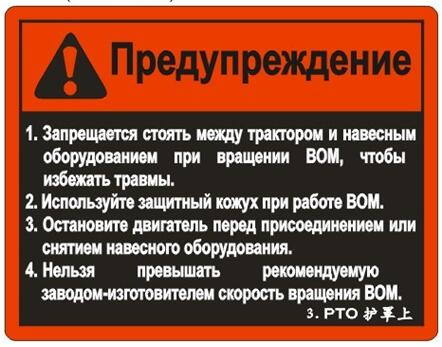 Предупреждение
1. Запрещается стоять между трактором и навесным
оборудованием при вращении ВОМ, чтобы
избежать травмы.
2. Используйте защитный кожух при работе ВОМ.
3. Остановите двигатель перед присоединением или
снятием навесного оборудования.
4. Нельзя превышать рекомендуемую
заводом-изготовителем скорость вращения ВОМ.
3. PTO 护罩上